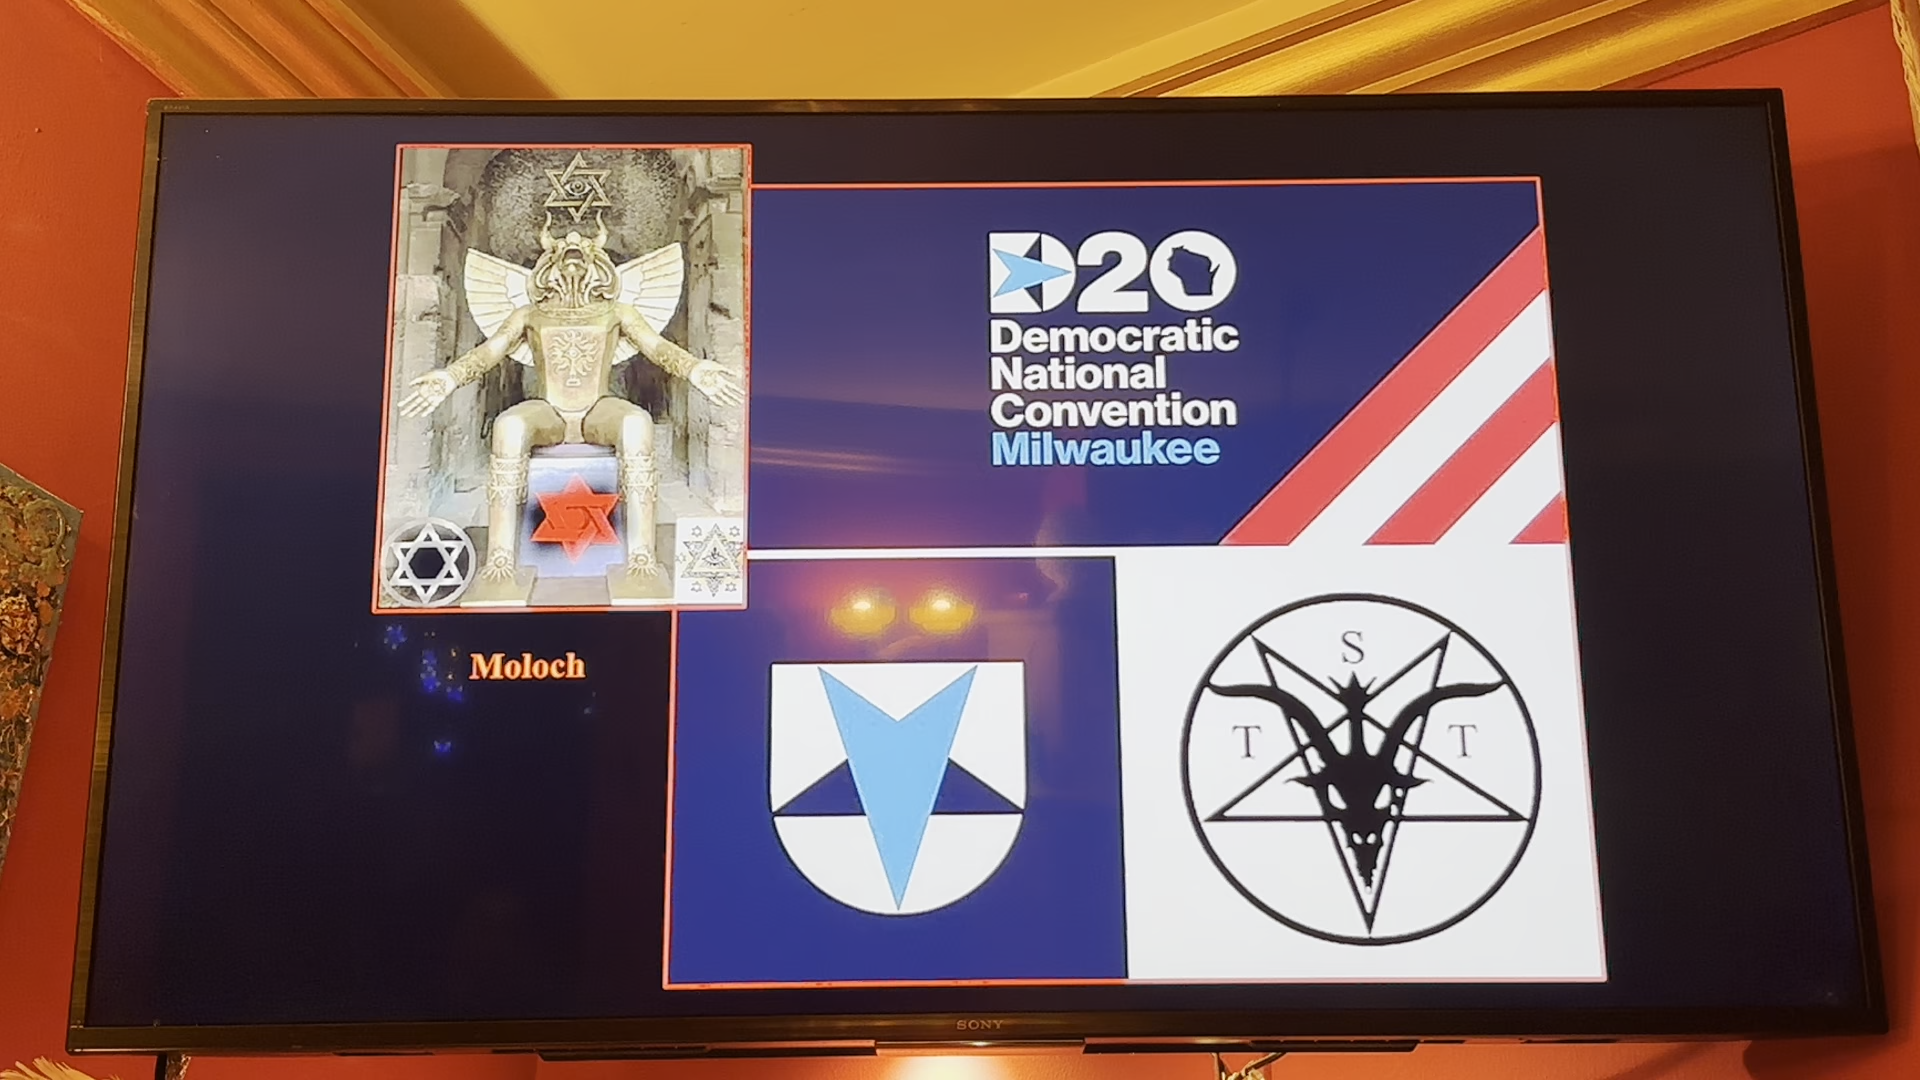 D20
Democratic
National
Convention
Milwaukee
Moloch
S
T T
SONY